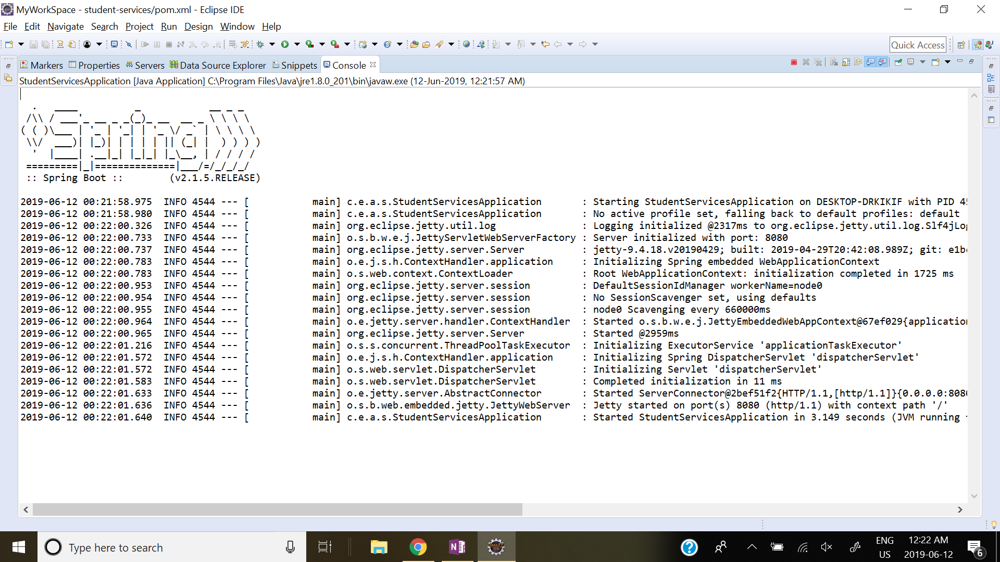 MyWorkSpace - student-services/pom.xml - Eclipse IDE
File Edit Navigate Search Project Run Design Window Help
Quick Access
Markers Properties Servers Data Source Explorer Snippets Console
StudentServicesApplication [Java Application] C:\Program Files\Java\jre1.8.0_201\bin\javaw.exe (12-Jun-2019, 12:21:57 AM)
  .   ____          _            __ _ _
 /\\ / ___'_ __ _ _(_)_ __  __ _ \ \ \ \
( ( )\___ | '_ | '_| | '_ \/ _` | \ \ \ \
 \\/  ___)| |_)| | | | | || (_| |  ) ) ) )
  '  |____| .__|_| |_|_| |_\__, | / / / /
 =========|_|==============|___/=/_/_/_/
 :: Spring Boot ::        (v2.1.5.RELEASE)
2019-06-12 00:21:58.975  INFO 4544 --- [           main] c.e.a.s.StudentServicesApplication       : Starting StudentServicesApplication on DESKTOP-DRKIKIF with PID 45
2019-06-12 00:21:58.980  INFO 4544 --- [           main] c.e.a.s.StudentServicesApplication       : No active profile set, falling back to default profiles: default
2019-06-12 00:22:00.326  INFO 4544 --- [           main] org.eclipse.jetty.util.log               : Logging initialized @2317ms to org.eclipse.jetty.util.log.Slf4jLog
2019-06-12 00:22:00.733  INFO 4544 --- [           main] o.s.b.w.e.j.JettyServletWebServerFactory : Server initialized with port: 8080
2019-06-12 00:22:00.737  INFO 4544 --- [           main] org.eclipse.jetty.server.Server          : jetty-9.4.18.v20190429; built: 2019-04-29T20:42:08.989Z; git: e1bc
2019-06-12 00:22:00.783  INFO 4544 --- [           main] o.e.j.s.h.ContextHandler.application     : Initializing Spring embedded WebApplicationContext
2019-06-12 00:22:00.783  INFO 4544 --- [           main] o.s.web.context.ContextLoader            : Root WebApplicationContext: initialization completed in 1725 ms
2019-06-12 00:22:00.953  INFO 4544 --- [           main] org.eclipse.jetty.server.session         : DefaultSessionIdManager workerName=node0
2019-06-12 00:22:00.954  INFO 4544 --- [           main] org.eclipse.jetty.server.session         : No SessionScavenger set, using defaults
2019-06-12 00:22:00.955  INFO 4544 --- [           main] org.eclipse.jetty.server.session         : node0 Scavenging every 660000ms
2019-06-12 00:22:00.964  INFO 4544 --- [           main] o.e.jetty.server.handler.ContextHandler  : Started o.s.b.w.e.j.JettyEmbeddedWebAppContext@67ef029{application
2019-06-12 00:22:00.965  INFO 4544 --- [           main] org.eclipse.jetty.server.Server          : Started @2959ms
2019-06-12 00:22:01.216  INFO 4544 --- [           main] o.s.s.concurrent.ThreadPoolTaskExecutor  : Initializing ExecutorService 'applicationTaskExecutor'
2019-06-12 00:22:01.572  INFO 4544 --- [           main] o.e.j.s.h.ContextHandler.application     : Initializing Spring DispatcherServlet 'dispatcherServlet'
2019-06-12 00:22:01.572  INFO 4544 --- [           main] o.s.web.servlet.DispatcherServlet        : Initializing Servlet 'dispatcherServlet'
2019-06-12 00:22:01.583  INFO 4544 --- [           main] o.s.web.servlet.DispatcherServlet        : Completed initialization in 11 ms
2019-06-12 00:22:01.633  INFO 4544 --- [           main] o.e.jetty.server.AbstractConnector       : Started ServerConnector@2bef51f2{HTTP/1.1,[http/1.1]}{0.0.0.0:8080
2019-06-12 00:22:01.636  INFO 4544 --- [           main] o.s.b.web.embedded.jetty.JettyWebServer  : Jetty started on port(s) 8080 (http/1.1) with context path '/'
2019-06-12 00:22:01.640  INFO 4544 --- [           main] c.e.a.s.StudentServicesApplication       : Started StudentServicesApplication in 3.149 seconds (JVM running
Type here to search
ENG
US
12:22 AM
2019-06-12
6